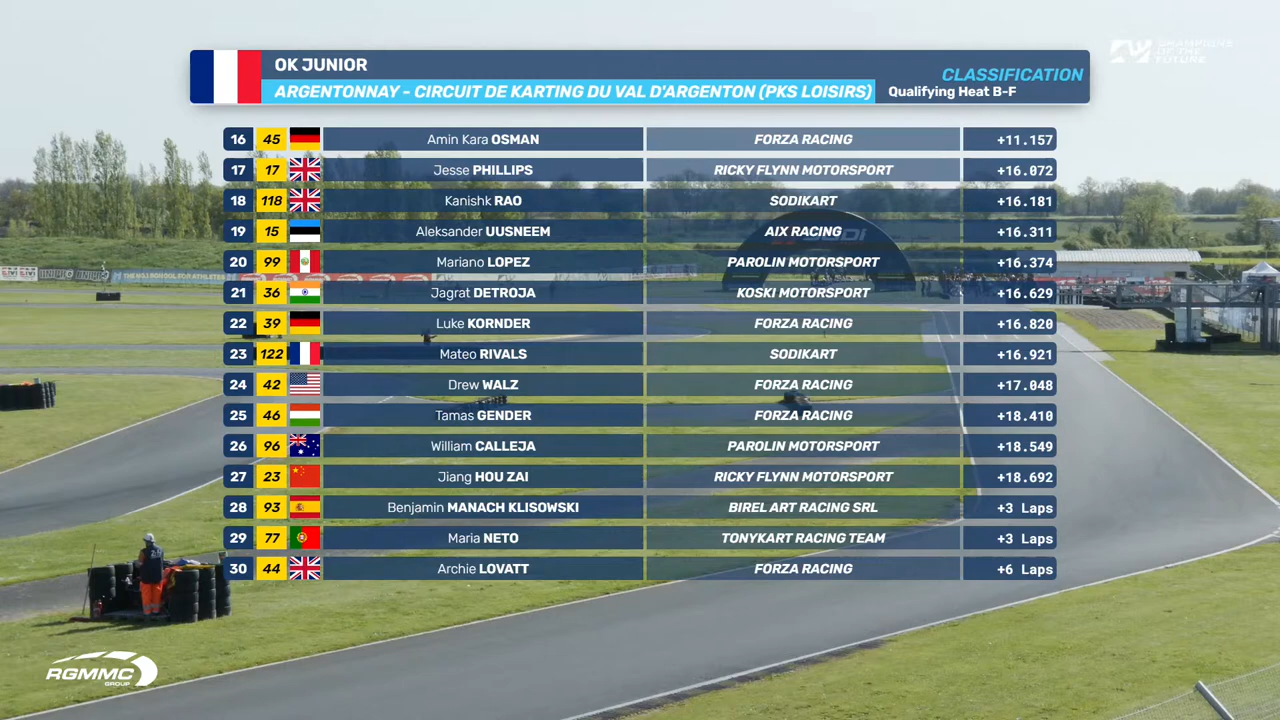 OK JUNIOR
ARGENTONNAY - CIRCUIT DE KARTING DU VAL D'ARGENTON (PKS LOISIRS)
CLASSIFICATION
Qualifying Heat B-F
CHAMPIONS
OF THE
FUTURE
16 45 Amin Kara OSMAN FORZA RACING +11.157
17 17 Jesse PHILLIPS RICKY FLYNN MOTORSPORT +16.072
18 118 Kanishk RAO SODIKART +16.181
19 15 Aleksander UUSNEEM AIX RACING +16.311
20 99 Mariano LOPEZ PAROLIN MOTORSPORT +16.374
21 36 Jagrat DETROJA KOSKI MOTORSPORT +16.629
22 39 Luke KORNDER FORZA RACING +16.820
23 122 Mateo RIVALS SODIKART +16.921
24 42 Drew WALZ FORZA RACING +17.048
25 46 Tamas GENDER FORZA RACING +18.410
26 96 William CALLEJA PAROLIN MOTORSPORT +18.549
27 23 Jiang HOU ZAI RICKY FLYNN MOTORSPORT +18.692
28 93 Benjamin MANACH KLISOWSKI BIREL ART RACING SRL +3 Laps
29 77 Maria NETO TONYKART RACING TEAM +3 Laps
30 44 Archie LOVATT FORZA RACING +6 Laps
SODI
RGMMC
GROUP